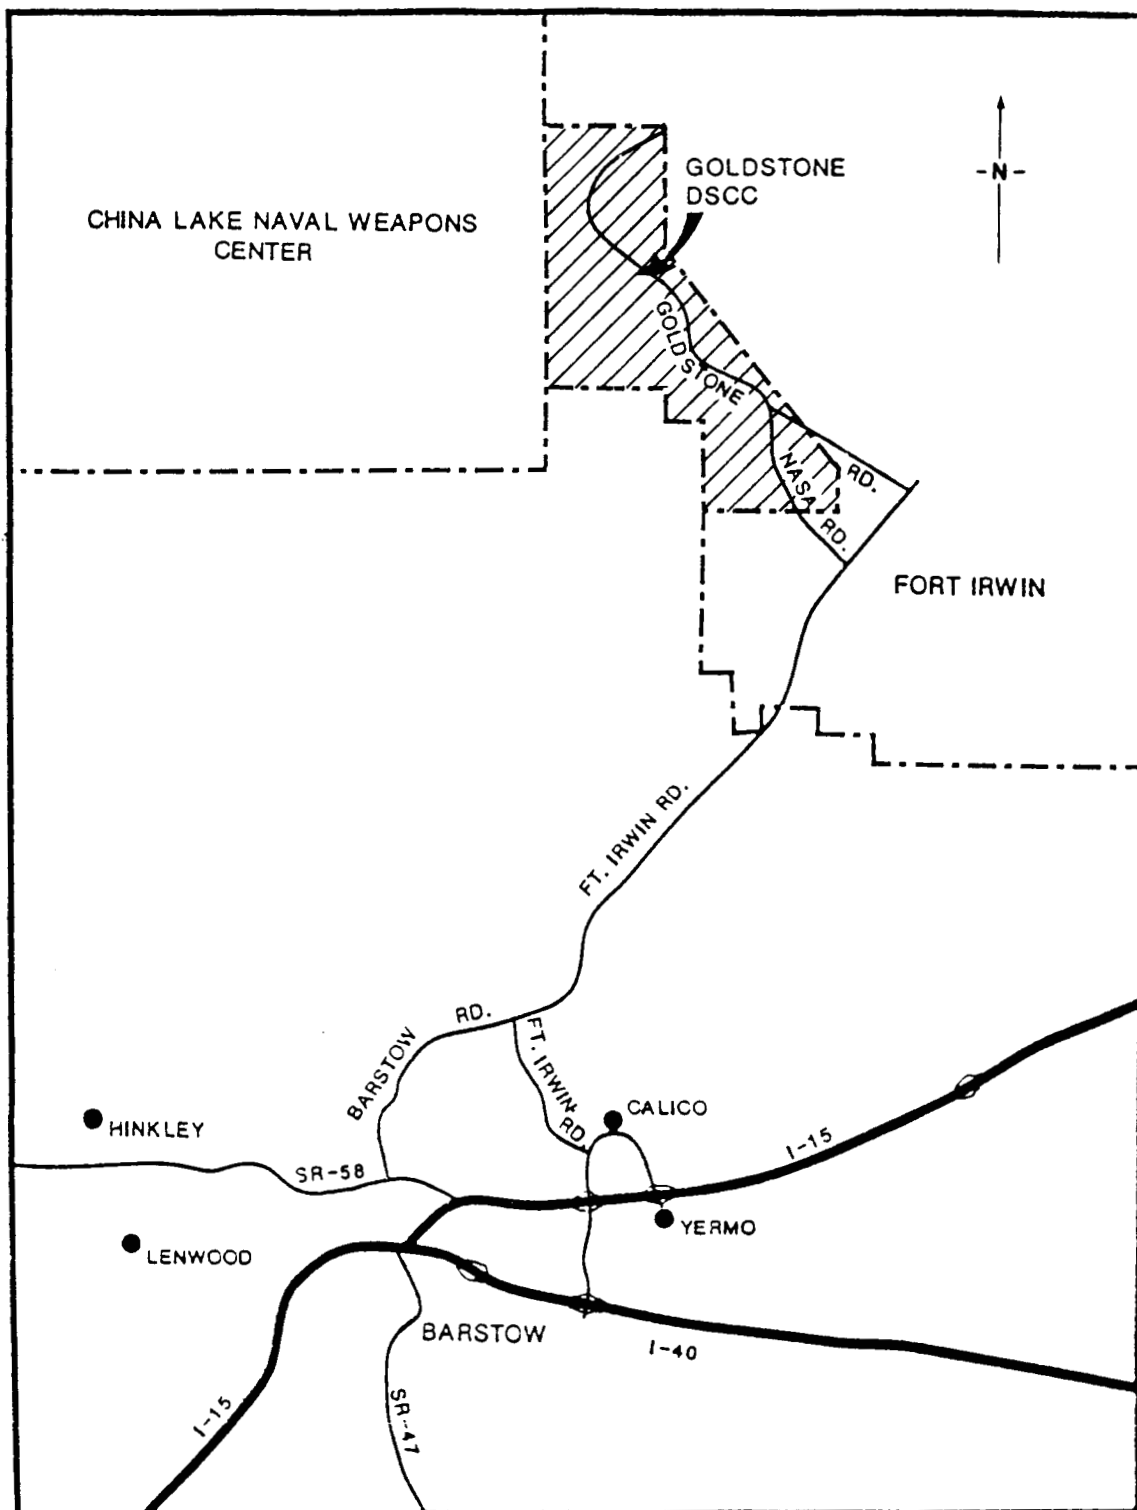 GOLDSTONE
DSCC
-N-
CHINA LAKE NAVAL WEAPONS
CENTER
GOLDSTONE
RD.
NASA RD.
FORT IRWIN
FT. IRWIN RD.
BARSTOW RD.
FT. IRWIN RD.
CALICO
HINKLEY
I-15
SR-58
YERMO
LENWOOD
BARSTOW
I-40
I-15
SR-47